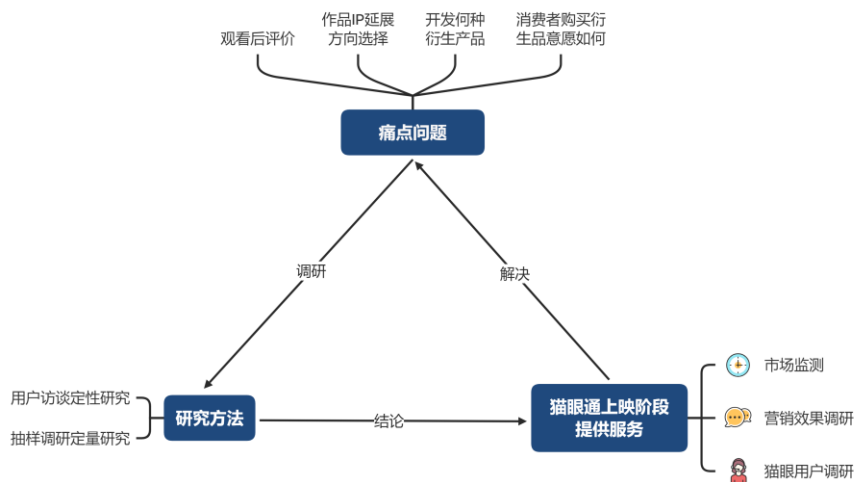 观看后评价
作品IP延展
方向选择
开发何种
衍生产品
消费者购买衍
生品意愿如何
痛点问题
调研
解决
用户访谈定性研究
抽样调研定量研究
研究方法
结论
猫眼通上映阶段
提供服务
市场监测
营销效果调研
猫眼用户调研